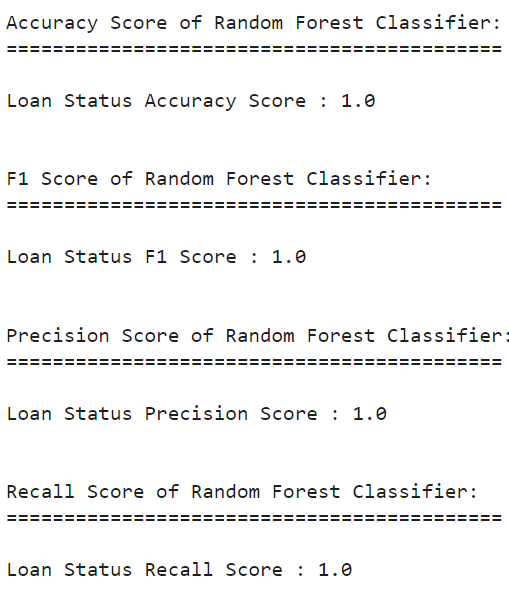 Accuracy Score of Random Forest Classifier:
===========================================
Loan Status Accuracy Score : 1.0
F1 Score of Random Forest Classifier:
===========================================
Loan Status F1 Score : 1.0
Precision Score of Random Forest Classifier:
===========================================
Loan Status Precision Score : 1.0
Recall Score of Random Forest Classifier:
===========================================
Loan Status Recall Score : 1.0